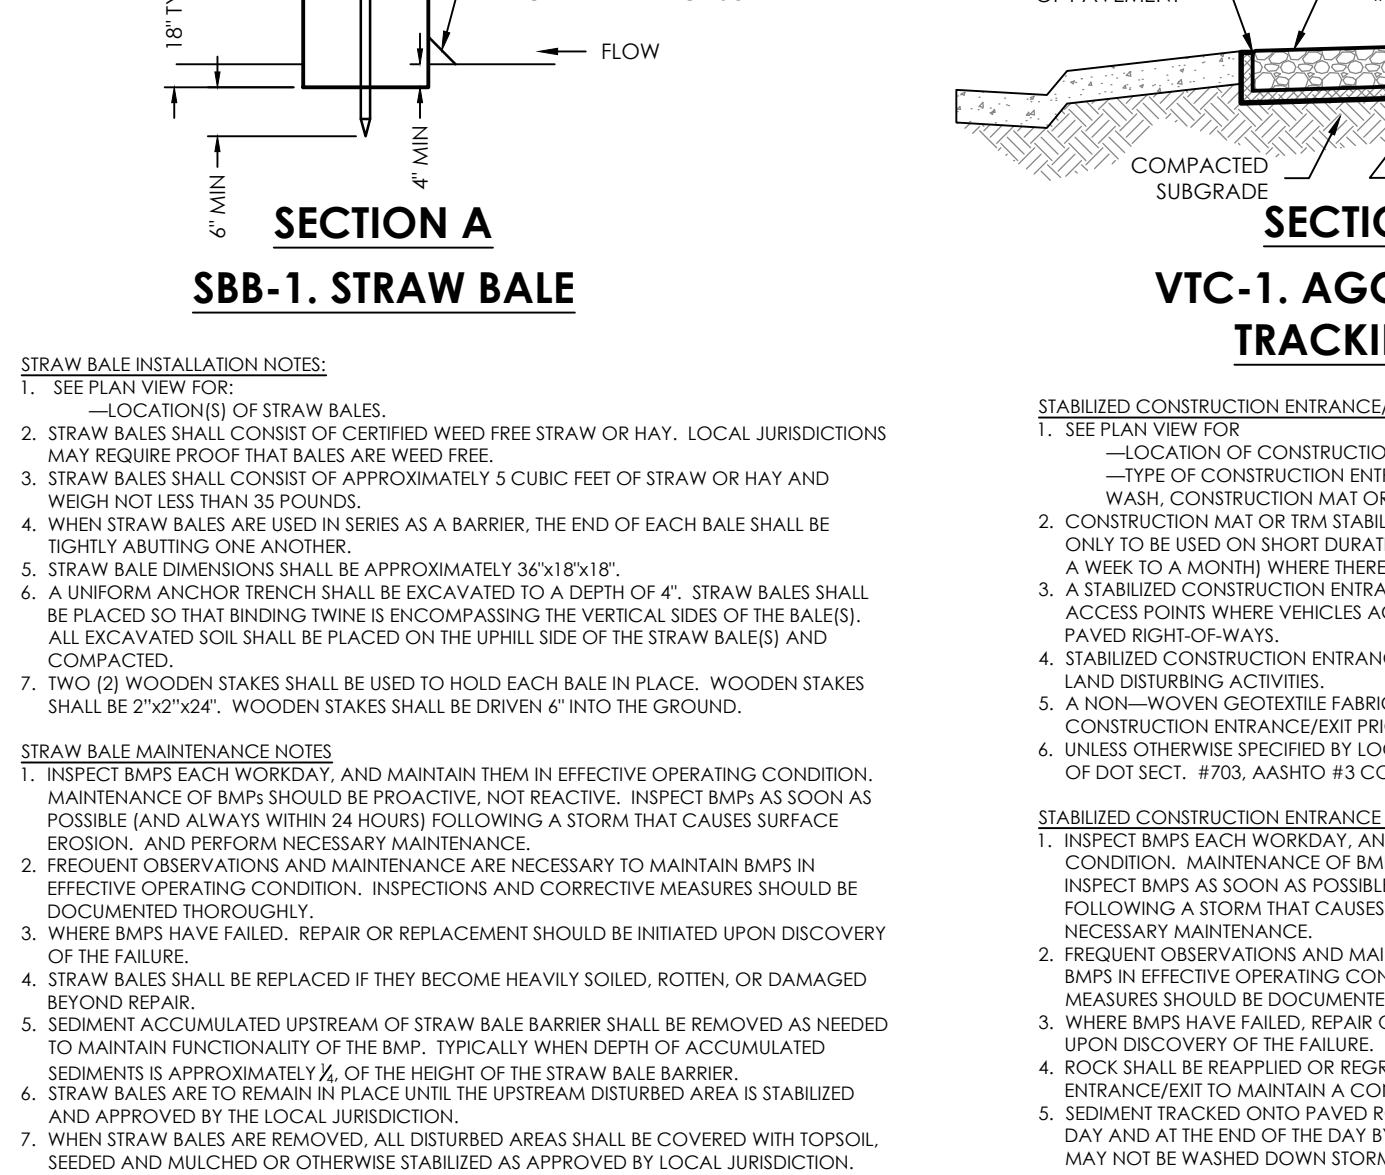 18" TY
FLOW
4" MIN
6" MIN
SECTION A
SBB-1. STRAW BALE
STRAW BALE INSTALLATION NOTES:
1. SEE PLAN VIEW FOR:
—LOCATION(S) OF STRAW BALES.
2. STRAW BALES SHALL CONSIST OF CERTIFIED WEED FREE STRAW OR HAY. LOCAL JURISDICTIONS
MAY REQUIRE PROOF THAT BALES ARE WEED FREE.
3. STRAW BALES SHALL CONSIST OF APPROXIMATELY 5 CUBIC FEET OF STRAW OR HAY AND
WEIGH NOT LESS THAN 35 POUNDS.
4. WHEN STRAW BALES ARE USED IN SERIES AS A BARRIER, THE END OF EACH BALE SHALL BE
TIGHTLY ABUTTING ONE ANOTHER.
5. STRAW BALE DIMENSIONS SHALL BE APPROXIMATELY 36"x18"x18".
6. A UNIFORM ANCHOR TRENCH SHALL BE EXCAVATED TO A DEPTH OF 4". STRAW BALES SHALL
BE PLACED SO THAT BINDING TWINE IS ENCOMPASSING THE VERTICAL SIDES OF THE BALE(S).
ALL EXCAVATED SOIL SHALL BE PLACED ON THE UPHILL SIDE OF THE STRAW BALE(S) AND
COMPACTED.
7. TWO (2) WOODEN STAKES SHALL BE USED TO HOLD EACH BALE IN PLACE. WOODEN STAKES
SHALL BE 2”x2”x24". WOODEN STAKES SHALL BE DRIVEN 6" INTO THE GROUND.
STRAW BALE MAINTENANCE NOTES
1. INSPECT BMPS EACH WORKDAY, AND MAINTAIN THEM IN EFFECTIVE OPERATING CONDITION.
MAINTENANCE OF BMPs SHOULD BE PROACTIVE, NOT REACTIVE. INSPECT BMPs AS SOON AS
POSSIBLE (AND ALWAYS WITHIN 24 HOURS) FOLLOWING A STORM THAT CAUSES SURFACE
EROSION. AND PERFORM NECESSARY MAINTENANCE.
2. FREOUENT OBSERVATIONS AND MAINTENANCE ARE NECESSARY TO MAINTAIN BMPS IN
EFFECTIVE OPERATING CONDITION. INSPECTIONS AND CORRECTIVE MEASURES SHOULD BE
DOCUMENTED THOROUGHLY.
3. WHERE BMPS HAVE FAILED. REPAIR OR REPLACEMENT SHOULD BE INITIATED UPON DISCOVERY
OF THE FAILURE.
4. STRAW BALES SHALL BE REPLACED IF THEY BECOME HEAVILY SOILED, ROTTEN, OR DAMAGED
BEYOND REPAIR.
5. SEDIMENT ACCUMULATED UPSTREAM OF STRAW BALE BARRIER SHALL BE REMOVED AS NEEDED
TO MAINTAIN FUNCTIONALITY OF THE BMP. TYPICALLY WHEN DEPTH OF ACCUMULATED
SEDIMENTS IS APPROXIMATELY ¼, OF THE HEIGHT OF THE STRAW BALE BARRIER.
6. STRAW BALES ARE TO REMAIN IN PLACE UNTIL THE UPSTREAM DISTURBED AREA IS STABILIZED
AND APPROVED BY THE LOCAL JURISDICTION.
7. WHEN STRAW BALES ARE REMOVED, ALL DISTURBED AREAS SHALL BE COVERED WITH TOPSOIL,
SEEDED AND MULCHED OR OTHERWISE STABILIZED AS APPROVED BY LOCAL JURISDICTION.
OF PAVEMENT
COMPACTED
SUBGRADE
SECTIO
VTC-1. AGG
TRACKI
STABILIZED CONSTRUCTION ENTRANCE/
1. SEE PLAN VIEW FOR
—LOCATION OF CONSTRUCTIO
—TYPE OF CONSTRUCTION ENT
WASH, CONSTRUCTION MAT OR
2. CONSTRUCTION MAT OR TRM STABIL
ONLY TO BE USED ON SHORT DURAT
A WEEK TO A MONTH) WHERE THERE
3. A STABILIZED CONSTRUCTION ENTRA
ACCESS POINTS WHERE VEHICLES AC
PAVED RIGHT-OF-WAYS.
4. STABILIZED CONSTRUCTION ENTRAN
LAND DISTURBING ACTIVITIES.
5. A NON—WOVEN GEOTEXTILE FABRIC
CONSTRUCTION ENTRANCE/EXIT PRI
6. UNLESS OTHERWISE SPECIFIED BY LOC
OF DOT SECT. #703, AASHTO #3 CO
STABILIZED CONSTRUCTION ENTRANCE
1. INSPECT BMPS EACH WORKDAY, AN
CONDITION. MAINTENANCE OF BM
INSPECT BMPS AS SOON AS POSSIBLE
FOLLOWING A STORM THAT CAUSES
NECESSARY MAINTENANCE.
2. FREQUENT OBSERVATIONS AND MAI
BMPS IN EFFECTIVE OPERATING CON
MEASURES SHOULD BE DOCUMENTE
3. WHERE BMPS HAVE FAILED, REPAIR O
UPON DISCOVERY OF THE FAILURE.
4. ROCK SHALL BE REAPPLIED OR REGR
ENTRANCE/EXIT TO MAINTAIN A CON
5. SEDIMENT TRACKED ONTO PAVED R
DAY AND AT THE END OF THE DAY BY
MAY NOT BE WASHED DOWN STORM